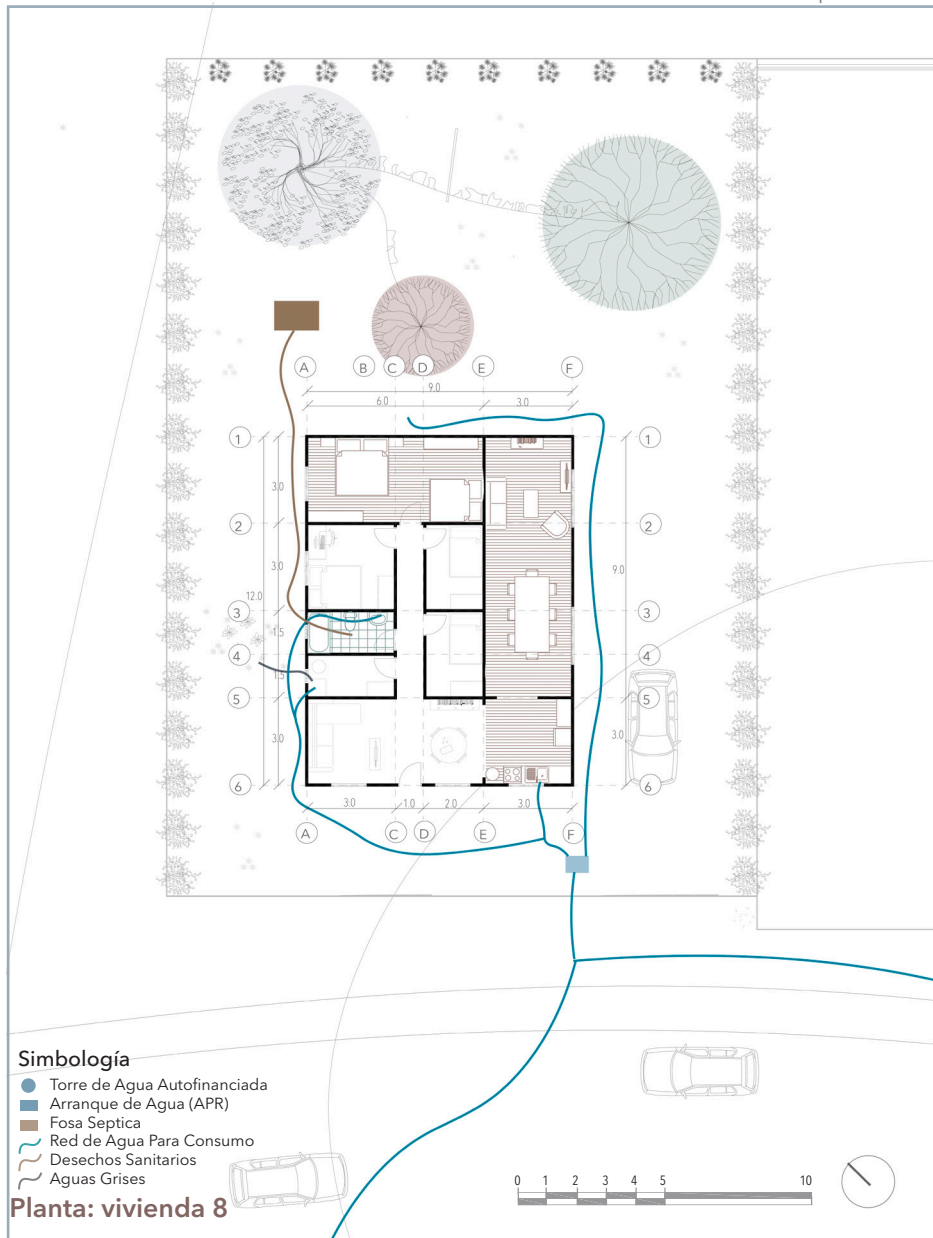 A B C D E F
9.0
6.0 3.0
1 1
3.0
2 2
3.0 9.0
12.0
3 3
1.5
4 4
1.5
5 5
3.0 3.0
6 6
3.0 1.0 2.0 3.0
A C D E F
Simbología
Torre de Agua Autofinanciada
Arranque de Agua (APR)
Fosa Septica
Red de Agua Para Consumo
Desechos Sanitarios
Aguas Grises
Planta: vivienda 8
0 1 2 3 4 5 10